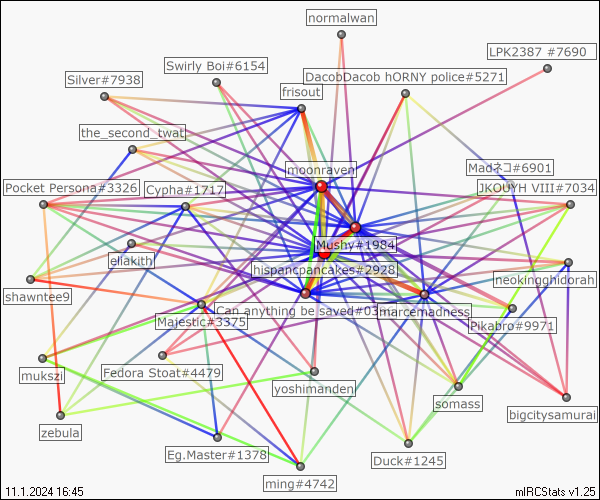 normalwan
LPK2387 #7690
Swirly Boi#6154
DacobDacob hORNY police#5271
Silver#7938
frisout
the_second_twat
moonraven
Madネコ#6901
Pocket Persona#3326
Cypha#1717
JKOUYH VIII#7034
Mushy#1984
eliakith
hispancpancakes#2928
neokingghidorah
shawntee9
Can anything be saved#03
marcemadness
Majestic#3375
Pikabro#9971
mukszi
Fedora Stoat#4479
yoshimanden
somass
bigcitysamurai
zebula
Eg.Master#1378
Duck#1245
ming#4742
11.1.2024 16:45
mIRCStats v1.25